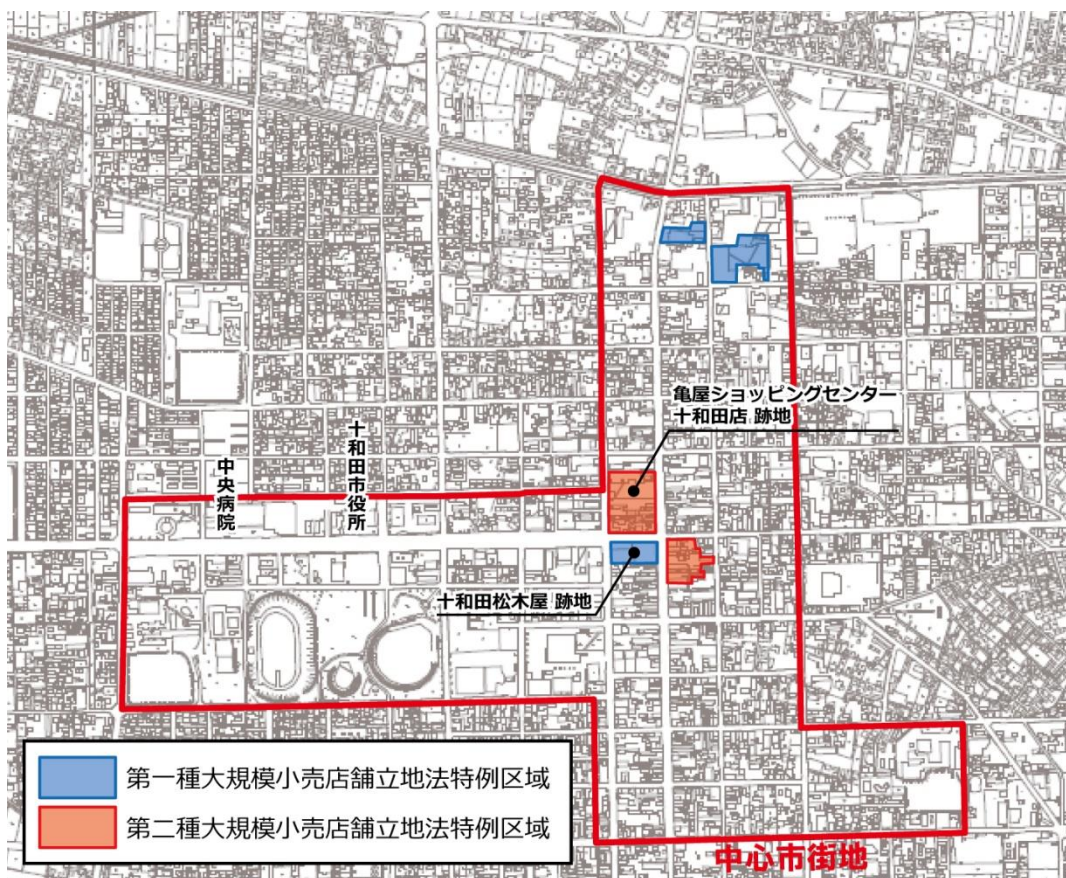 亀屋ショッピングセンター
十和田店 跡地
十和田市役所
中央病院
十和田松木屋 跡地
第一種大規模小売店舗立地法特例区域
第二種大規模小売店舗立地法特例区域
中心市街地